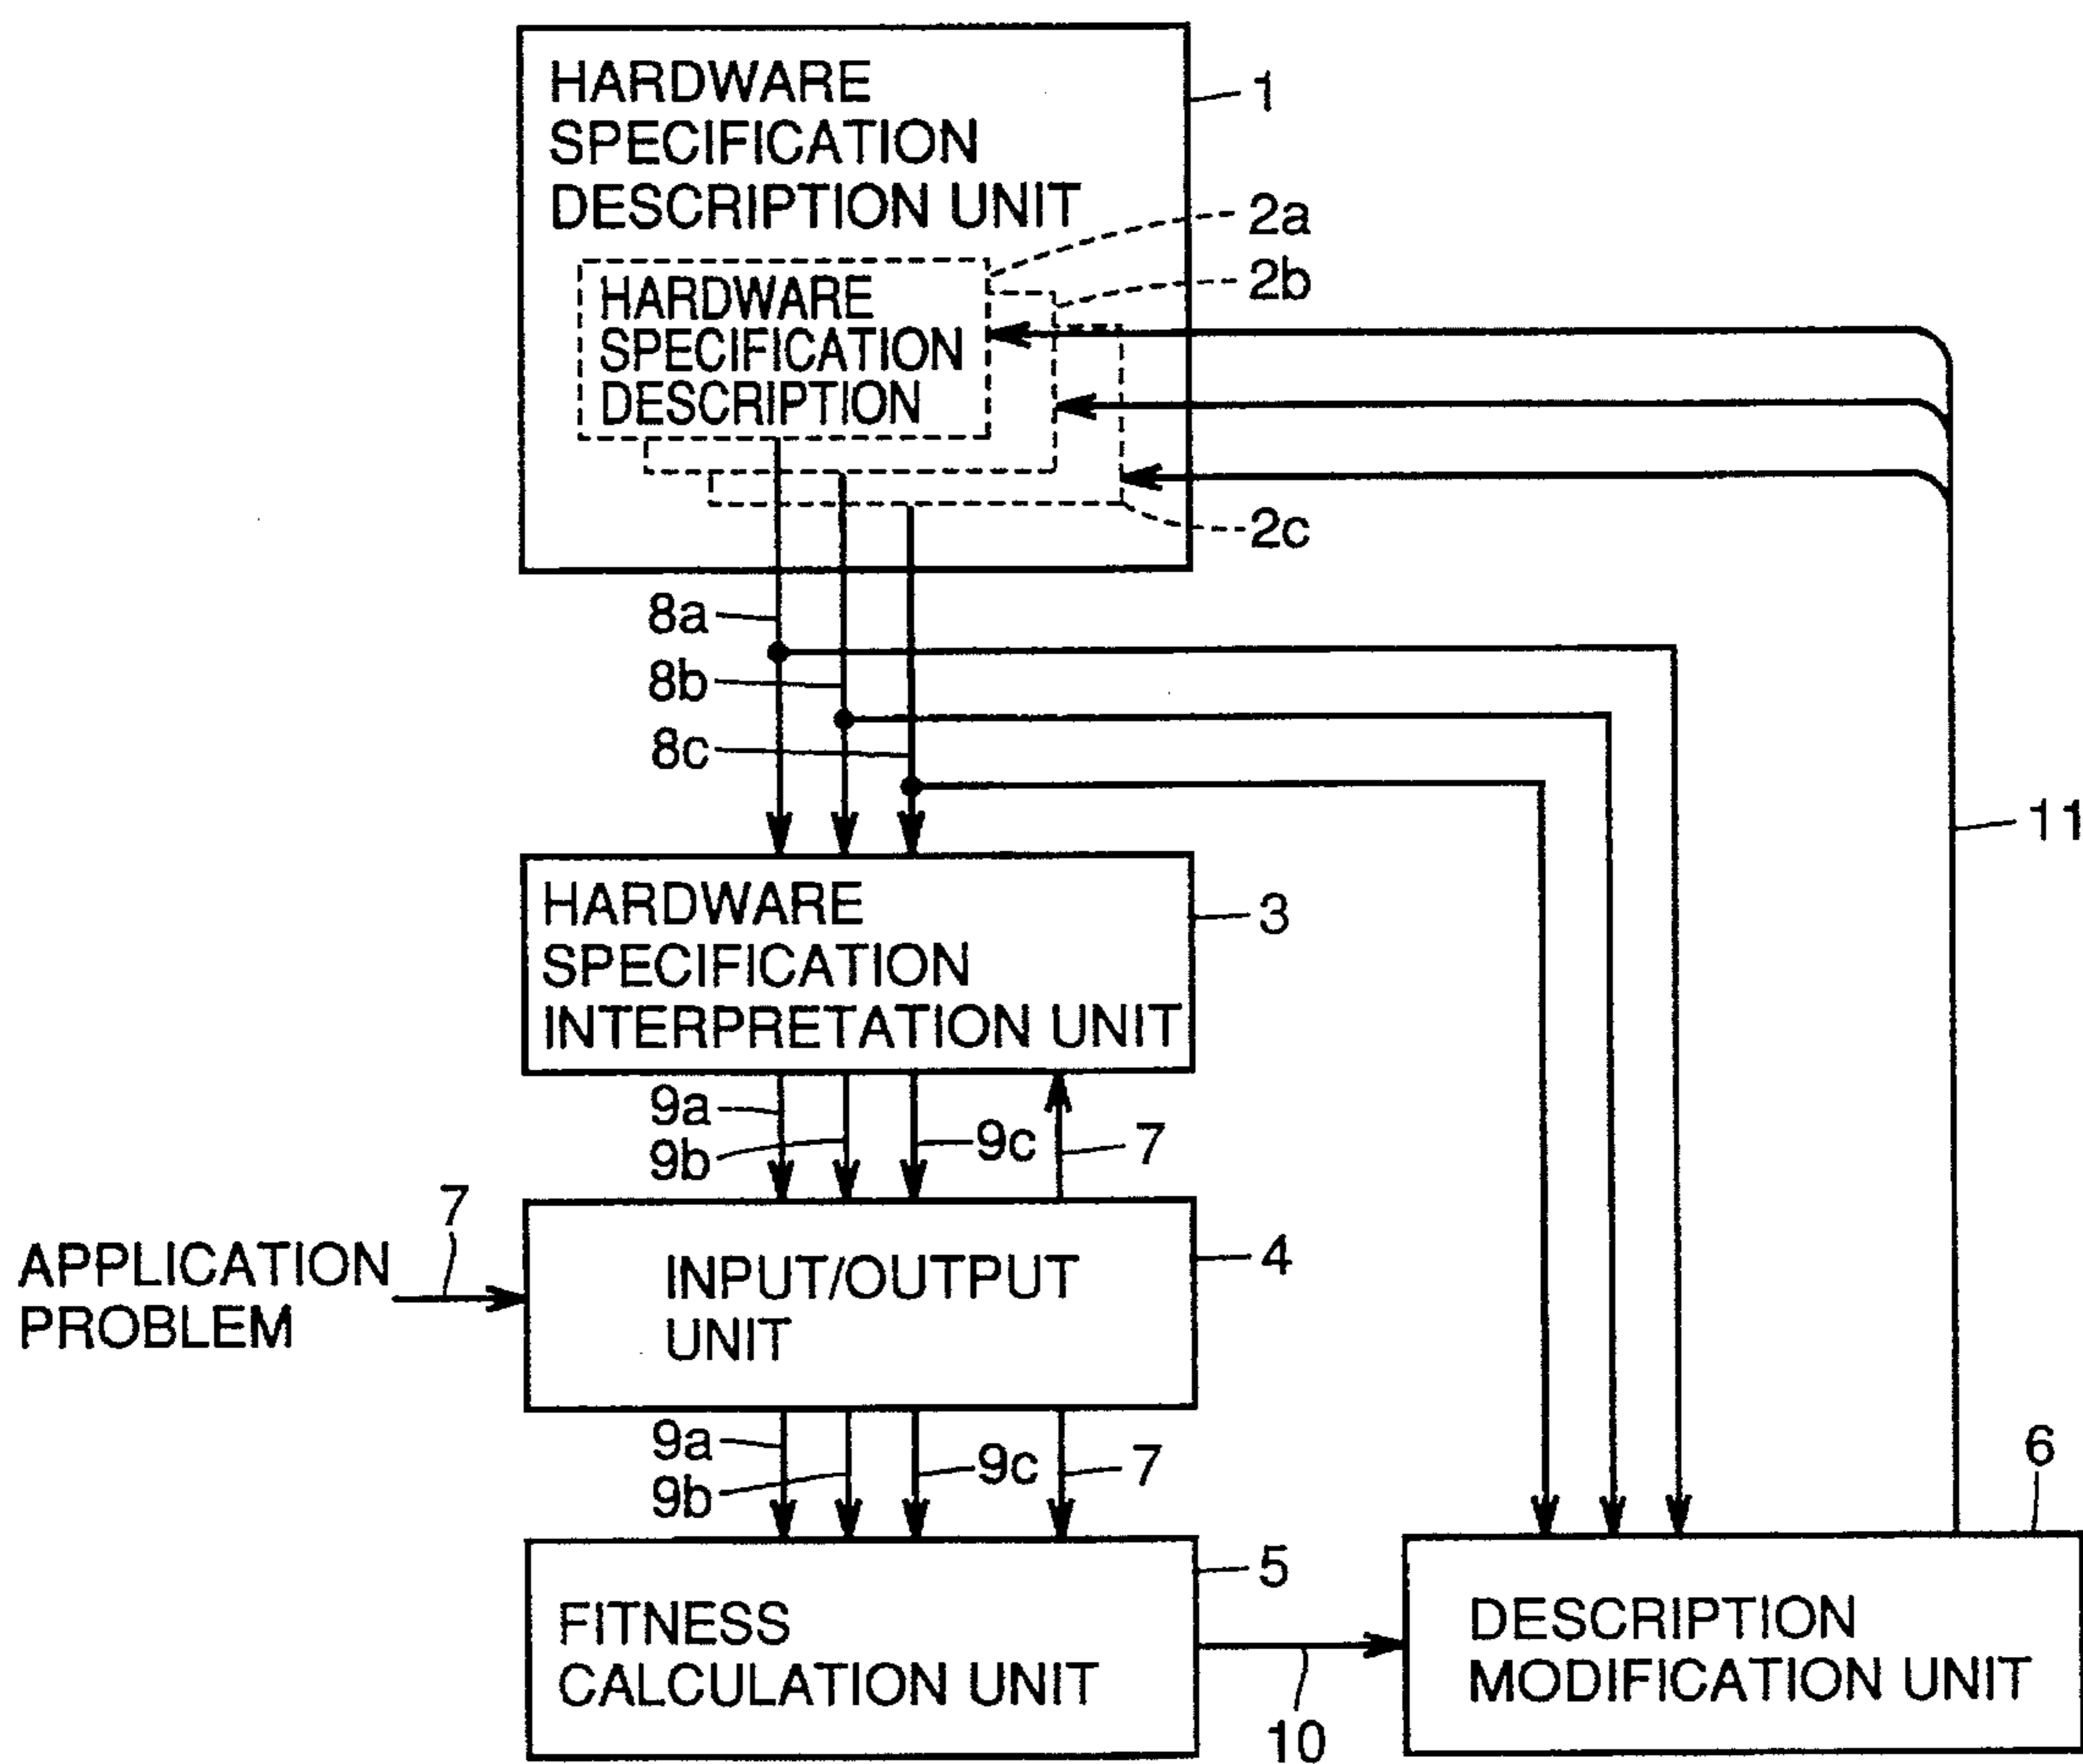 HARDWARE
SPECIFICATION
DESCRIPTION UNIT
1
2a
2b
HARDWARE
SPECIFICATION
DESCRIPTION
2c
8a
8b
8c
11
HARDWARE
SPECIFICATION
INTERPRETATION UNIT
3
9a
9b
9c
7
7
APPLICATION
PROBLEM
INPUT/OUTPUT
UNIT
4
9a
9b
9c
7
6
5
FITNESS
CALCULATION UNIT
10
DESCRIPTION
MODIFICATION UNIT